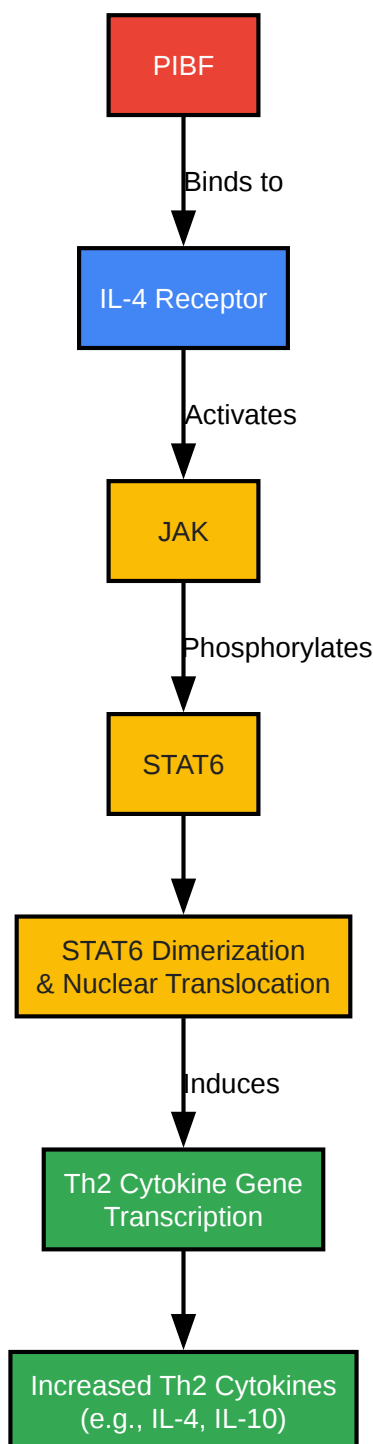 PIBF
Binds to
IL-4 Receptor
Activates
JAK
Phosphorylates
STAT6
STAT6 Dimerization
& Nuclear Translocation
Induces
Th2 Cytokine Gene
Transcription
Increased Th2 Cytokines
(e.g., IL-4, IL-10)